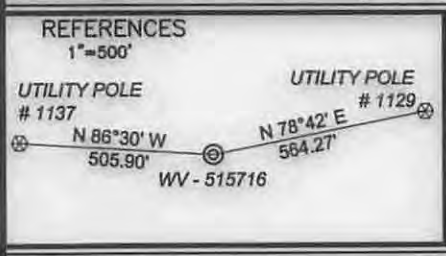 REFERENCES
1"=500'
UTILITY POLE
# 1137
UTILITY POLE
# 1129
N 86°30' W
505.90'
N 78°42' E
564.27'
WV - 515716